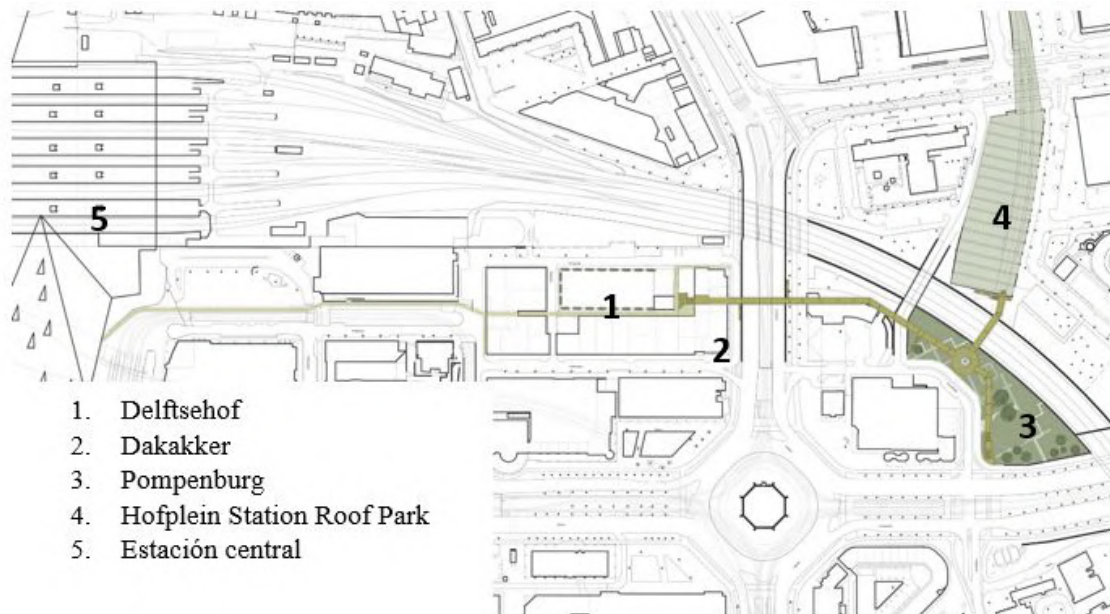 5
4
1
2
3
1. Delftsehof
2. Dakakker
3. Pompenburg
4. Hofplein Station Roof Park
5. Estación central